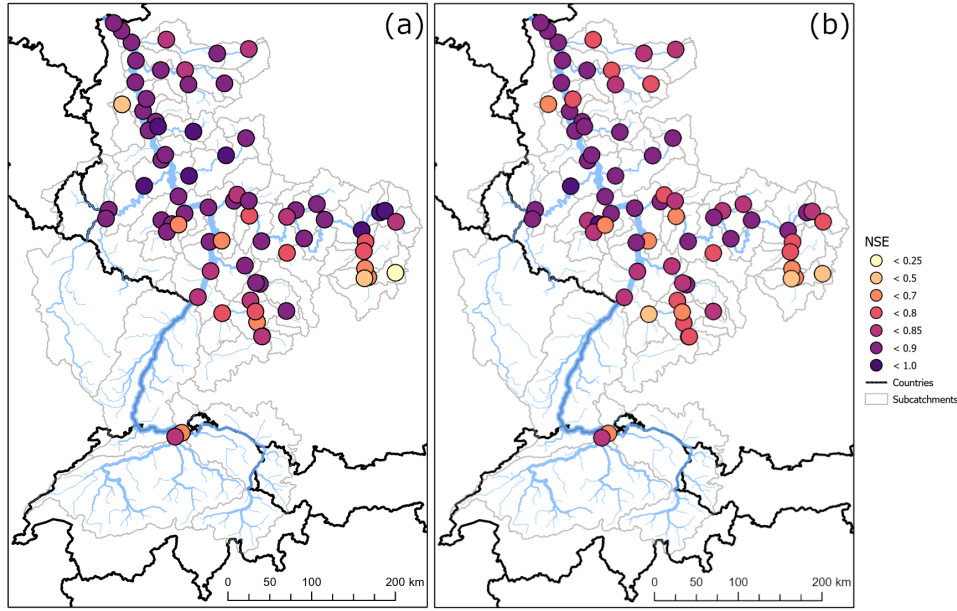 (a)
(b)
NSE
< 0.25
< 0.5
< 0.7
< 0.8
< 0.85
< 0.9
< 1.0
Countries
Subcatchments
0 50 100 200 km
0 50 100 200 km